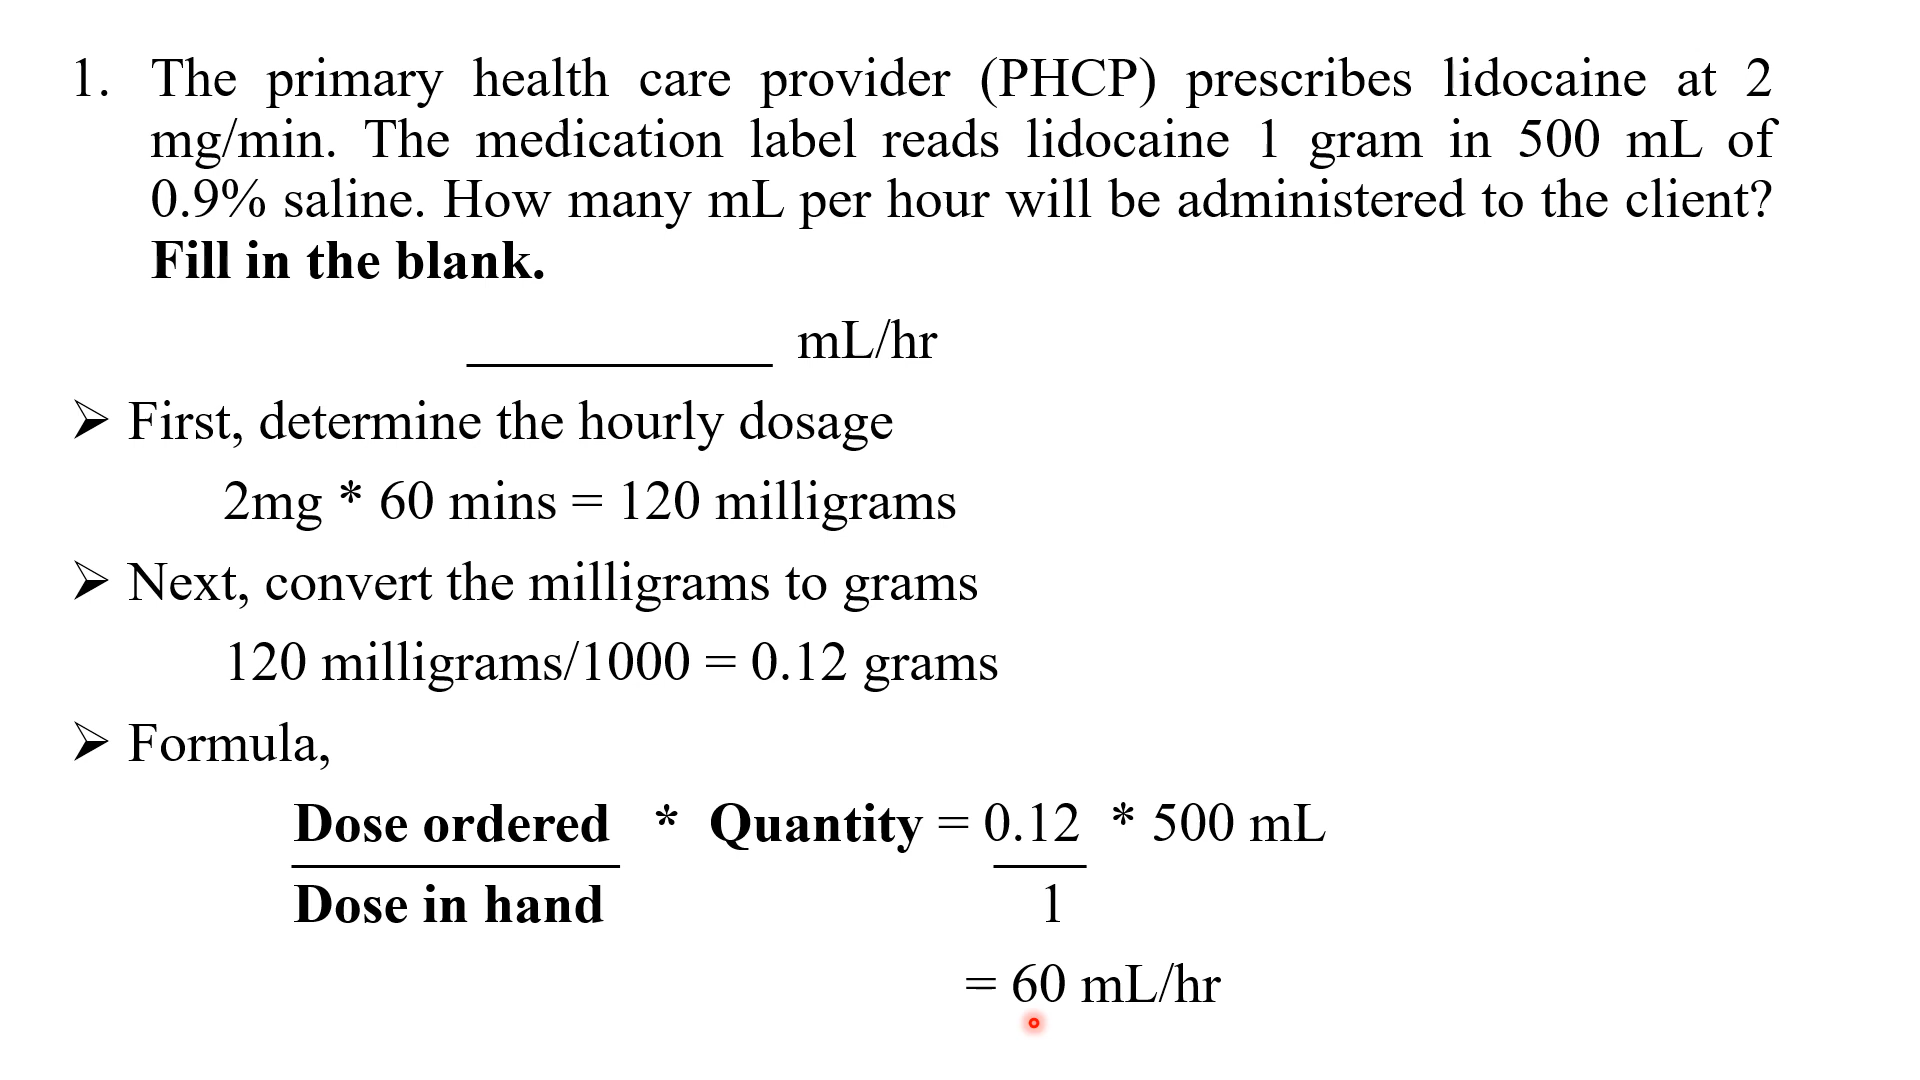 1. The primary health care provider (PHCP) prescribes lidocaine at 2
mg/min. The medication label reads lidocaine 1 gram in 500 mL of
0.9% saline. How many mL per hour will be administered to the client?
Fill in the blank.
___________ mL/hr
➢ First, determine the hourly dosage
2mg * 60 mins = 120 milligrams
➢ Next, convert the milligrams to grams
120 milligrams/1000 = 0.12 grams
➢ Formula,
Dose ordered * Quantity = 0.12 * 500 mL
Dose in hand 1
= 60 mL/hr